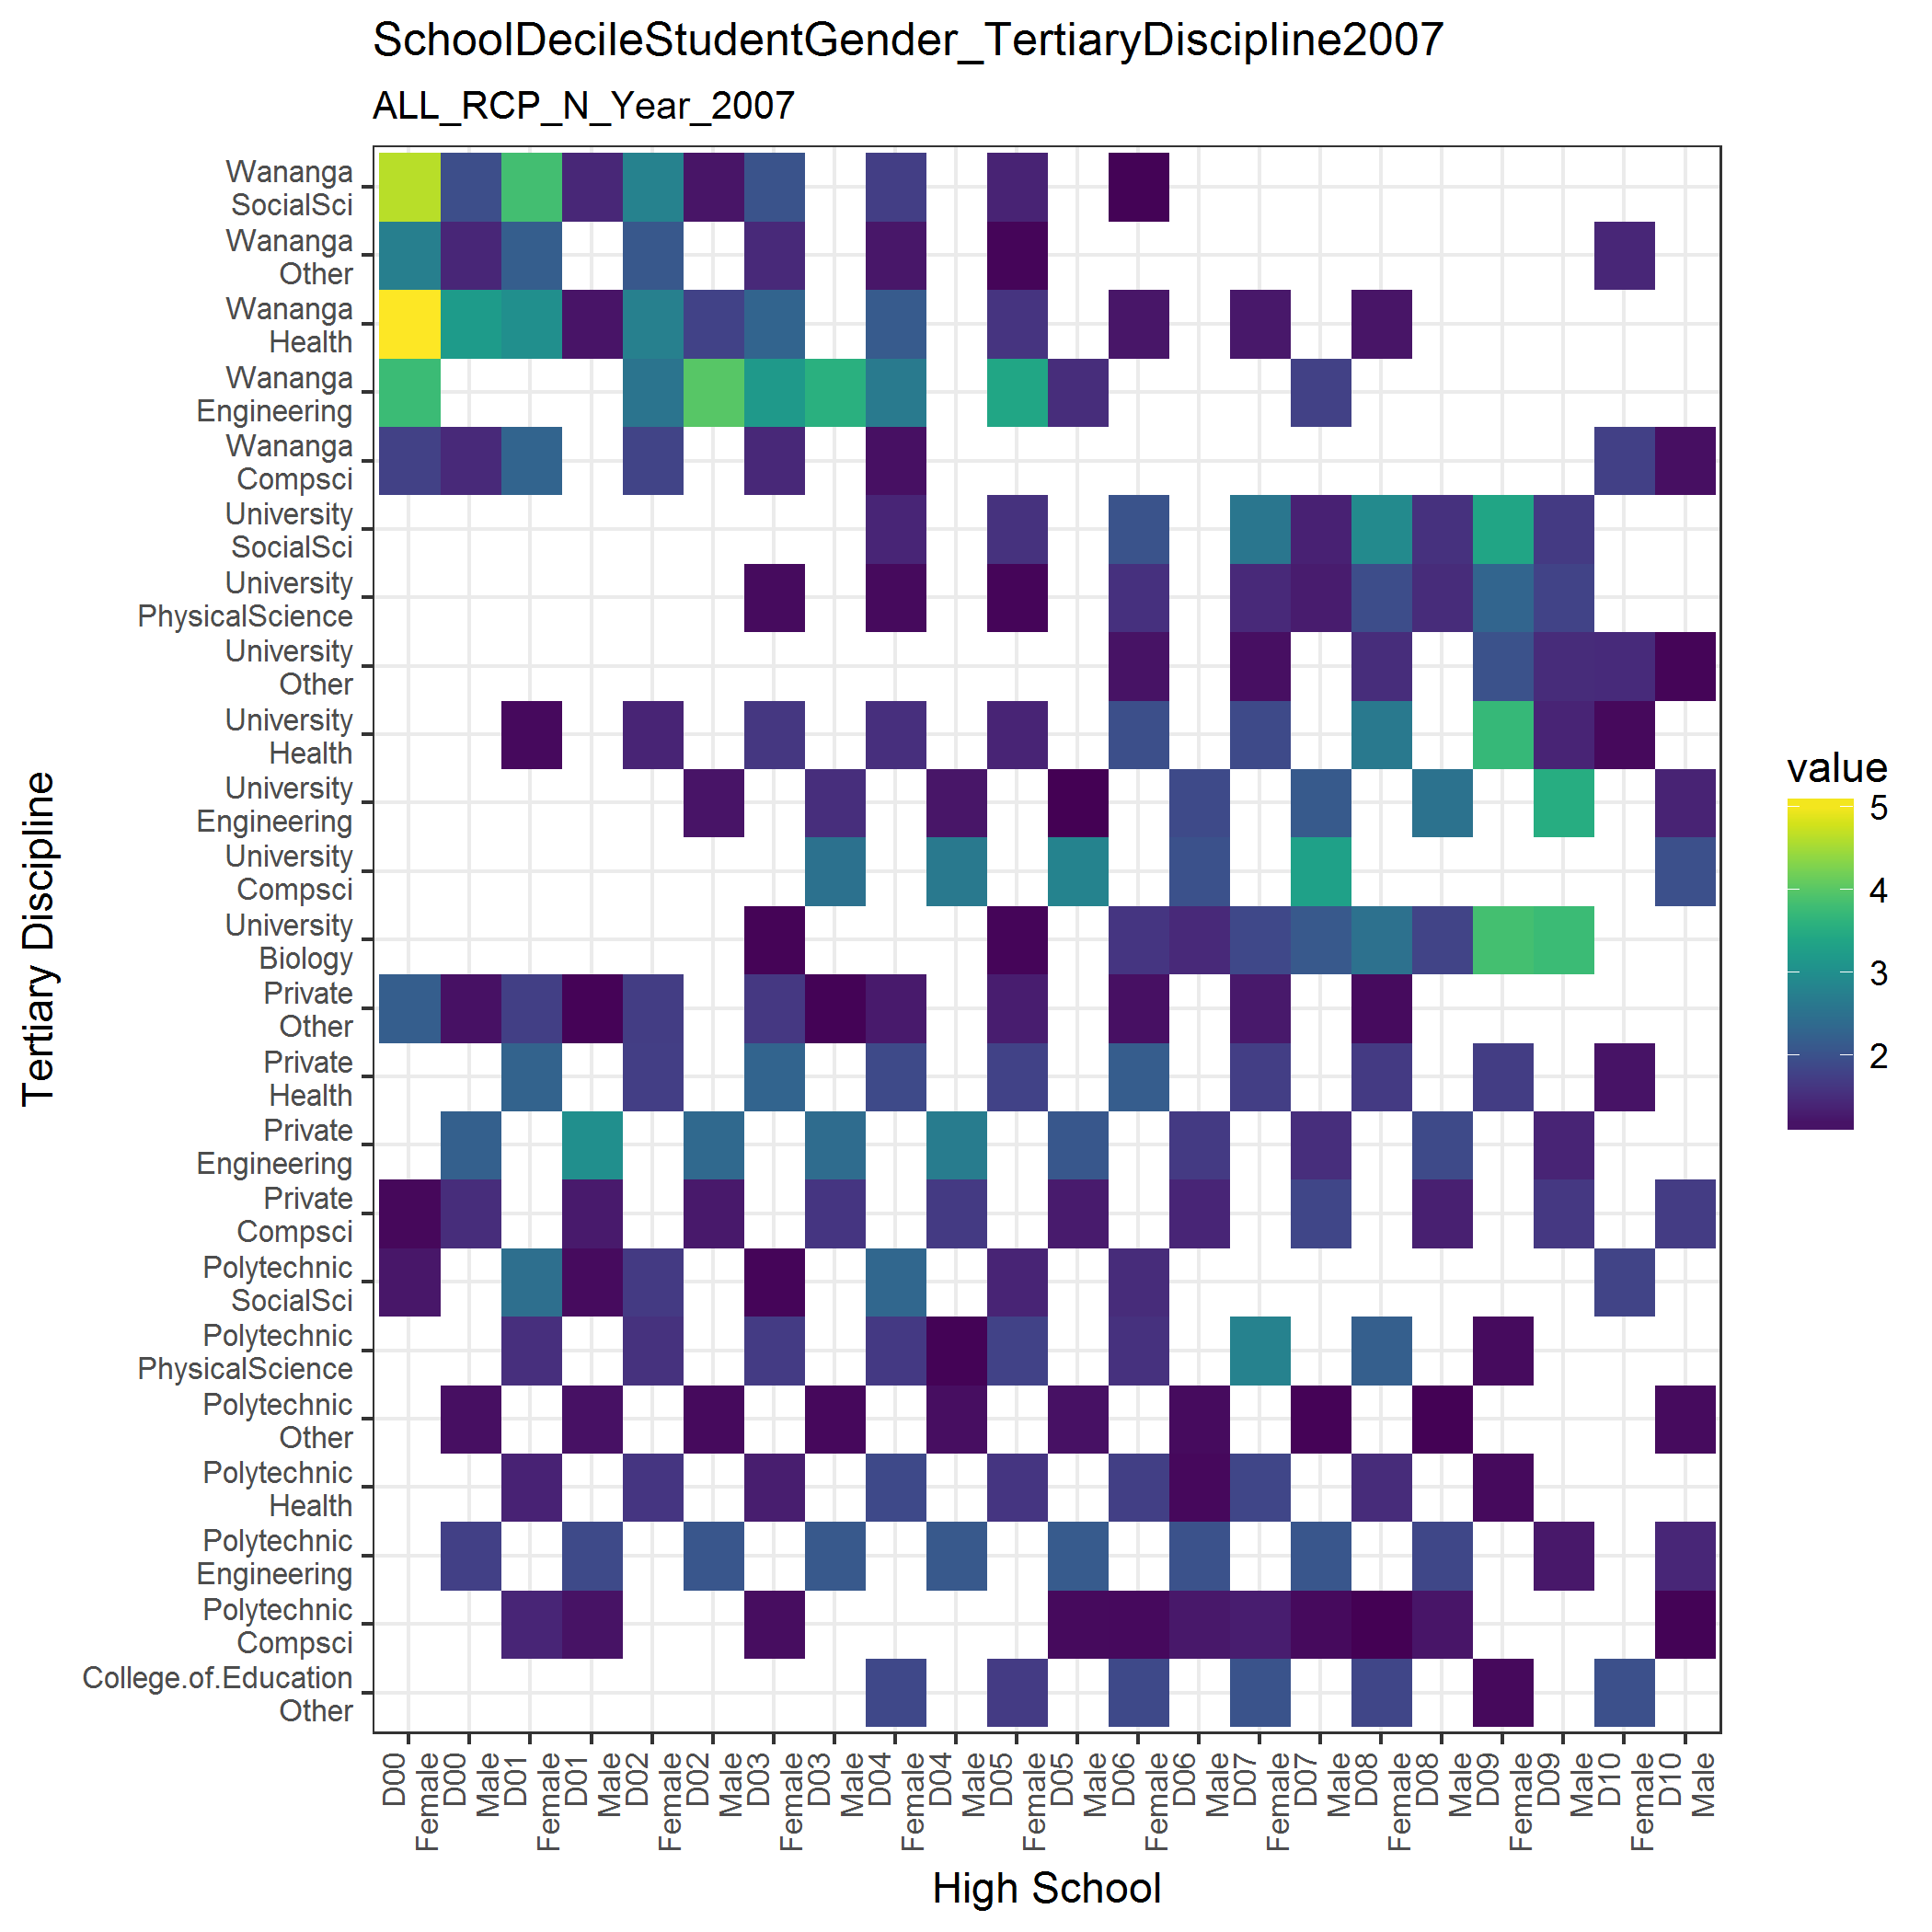 SchoolDecileStudentGender_TertiaryDiscipline2007
ALL_RCP_N_Year_2007
Tertiary Discipline
Wananga
SocialSci
Wananga
Other
Wananga
Health
Wananga
Engineering
Wananga
Compsci
University
SocialSci
University
PhysicalScience
University
Other
University
Health
University
Engineering
University
Compsci
University
Biology
Private
Other
Private
Health
Private
Engineering
Private
Compsci
Polytechnic
SocialSci
Polytechnic
PhysicalScience
Polytechnic
Other
Polytechnic
Health
Polytechnic
Engineering
Polytechnic
Compsci
College.of.Education
Other
D00
Female
D00
Male
D01
Female
D01
Male
D02
Female
D02
Male
D03
Female
D03
Male
D04
Female
D04
Male
D05
Female
D05
Male
D06
Female
D06
Male
D07
Female
D07
Male
D08
Female
D08
Male
D09
Female
D09
Male
D10
Female
D10
Male
High School
value
5
4
3
2